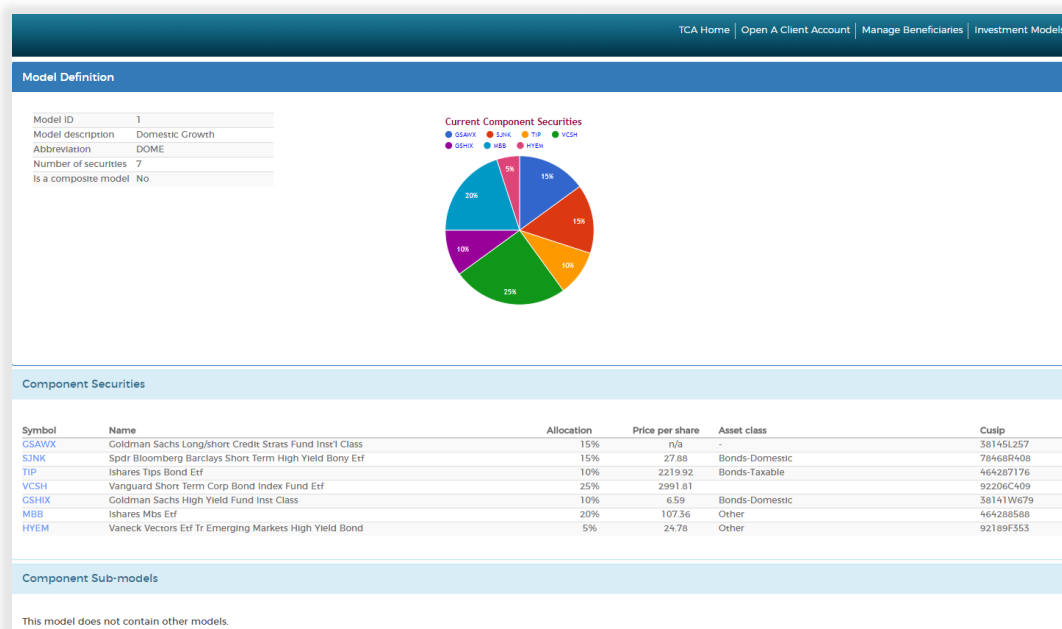 TCA Home | Open A Client Account | Manage Beneficiaries | Investment Models
Model Definition
Model ID 1
Model description Domestic Growth
Abbreviation DOME
Number of securities 7
Is a composite model No
Current Component Securities
GSAWX SJNK TIP VCSH
GSHIX MBB HYEM
5% 15%
20%
15%
10%
10%
25%
Component Securities
Symbol Name Allocation Price per share Asset class Cusip
GSAWX Goldman Sachs Long/short Credit Strats Fund Inst'l Class 15% n/a - 38145L257
SJNK Spdr Bloomberg Barclays Short Term High Yield Bony Etf 15% 27.88 Bonds-Domestic 78468R408
TIP Ishares Tips Bond Etf 10% 2219.92 Bonds-Taxable 464287176
VCSH Vanguard Short Term Corp Bond Index Fund Etf 25% 2991.81 92206C409
GSHIX Goldman Sachs High Yield Fund Inst Class 10% 6.59 Bonds-Domestic 38141W679
MBB Ishares Mbs Etf 20% 107.36 Other 464288588
HYEM Vaneck Vectors Etf Tr Emerging Markets High Yield Bond 5% 24.78 Other 92189F353
Component Sub-models
This model does not contain other models.